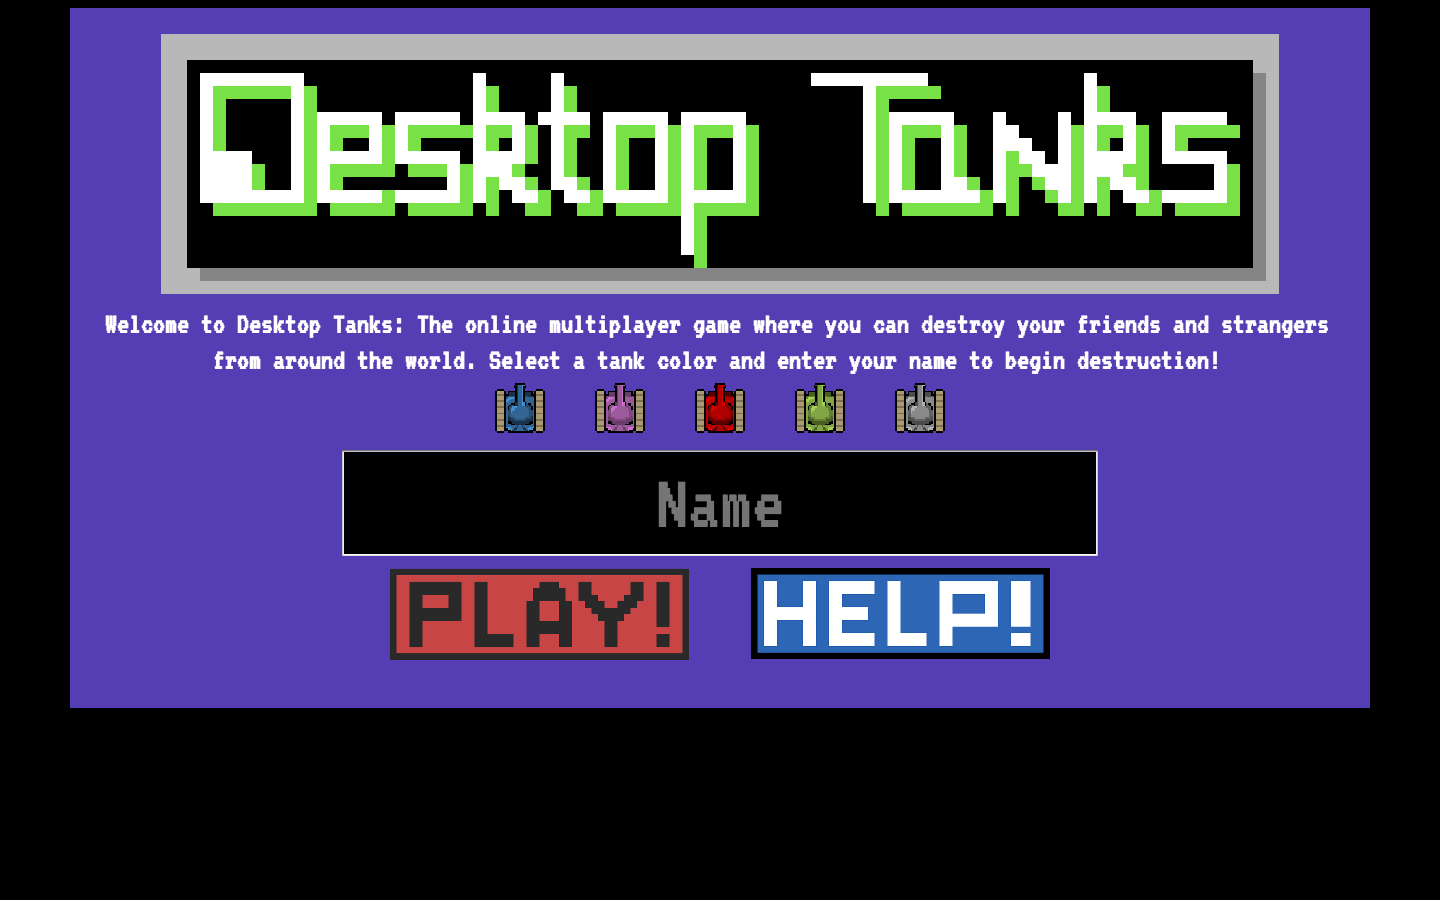 Desktop Tanks
Welcome to Desktop Tanks: The online multiplayer game where you can destroy your friends and strangers
from around the world. Select a tank color and enter your name to begin destruction!
Name
PLAY! HELP!